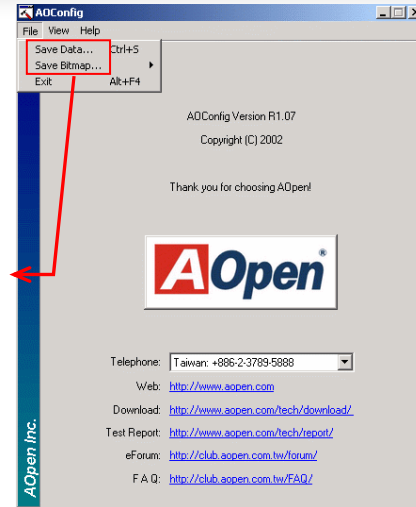 AOConfig
File View Help
Save Data... Ctrl+S
Save Bitmap...
Exit Alt+F4
AOConfig Version R1.07
Copyright (C) 2002
Thank you for choosing AOpen!
AOpen®
Telephone: Taiwan: +886-2-3789-5888
Web: http://www.aopen.com
Download: http://www.aopen.com/tech/download/
Test Report: http://www.aopen.com/tech/report/
eForum: http://club.aopen.com.tw/forum/
F A Q: http://club.aopen.com.tw/FAQ/
AOpen Inc.